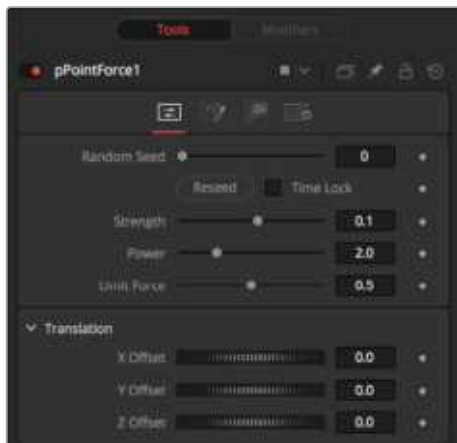 Tools Modifiers
pPointForce1
Random Seed 0
Reseed Time Lock
Strength 0.1
Power 2.0
Limit Force 0.5
Translation
X Offset 0.0
Y Offset 0.0
Z Offset 0.0